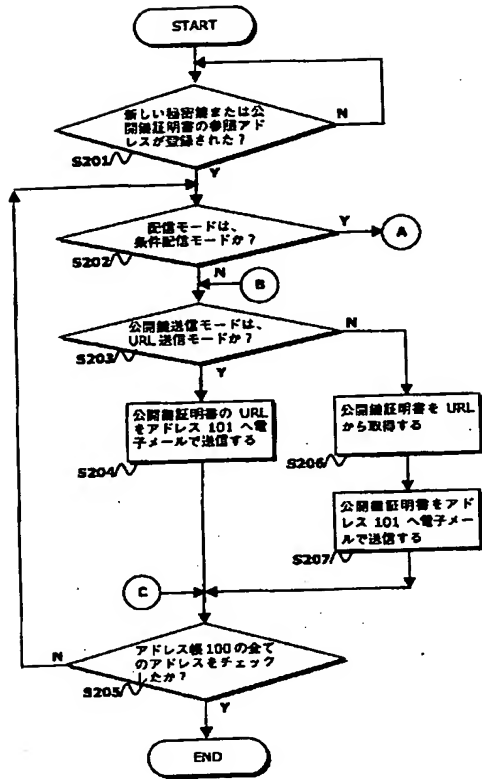 START
新しい秘密鍵または公
開鍵証明書の参照アド
レスが登録された?
N
S201
Y
配信モードは、
条件配信モードか?
Y
A
S202
N
B
公開鍵送信モードは、
URL 送信モードか?
N
S203
Y
公開鍵証明書の URL
をアドレス 101 へ電
子メールで送信する
S204
公開鍵証明書を URL
から取得する
S206
公開鍵証明書をアド
レス 101 へ電子メー
ルで送信する
S207
C
N
アドレス帳 100 の全て
のアドレスをチェック
したか?
S205
Y
END